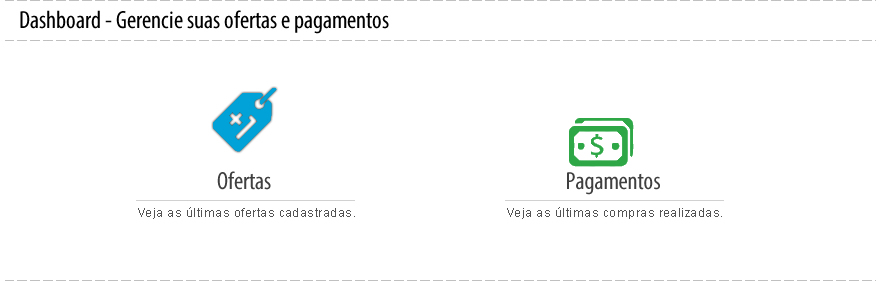 Dashboard - Gerencie suas ofertas e pagamentos
Ofertas
Veja as últimas ofertas cadastradas.
$
Pagamentos
Veja as últimas compras realizadas.